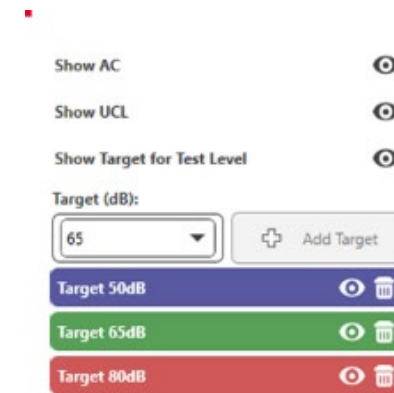 Show AC
Show UCL
Show Target for Test Level
Target (dB):
65 Add Target
Target 50dB
Target 65dB
Target 80dB